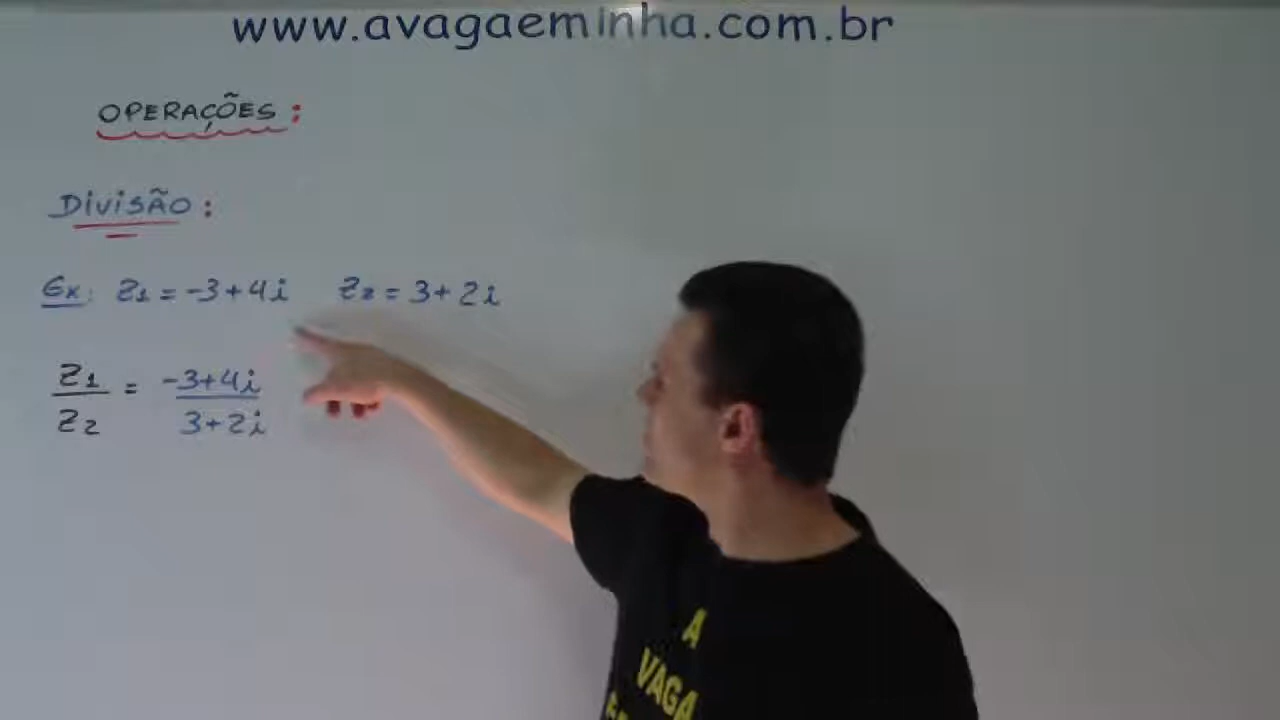 www.avagaeminha.com.br
OPERAÇÕES:
DivisÃo:
Ex: Z1 = -3+4i Z2 = 3+2i
Z1 = -3+4i
Z2 3+2i
A
VAGA